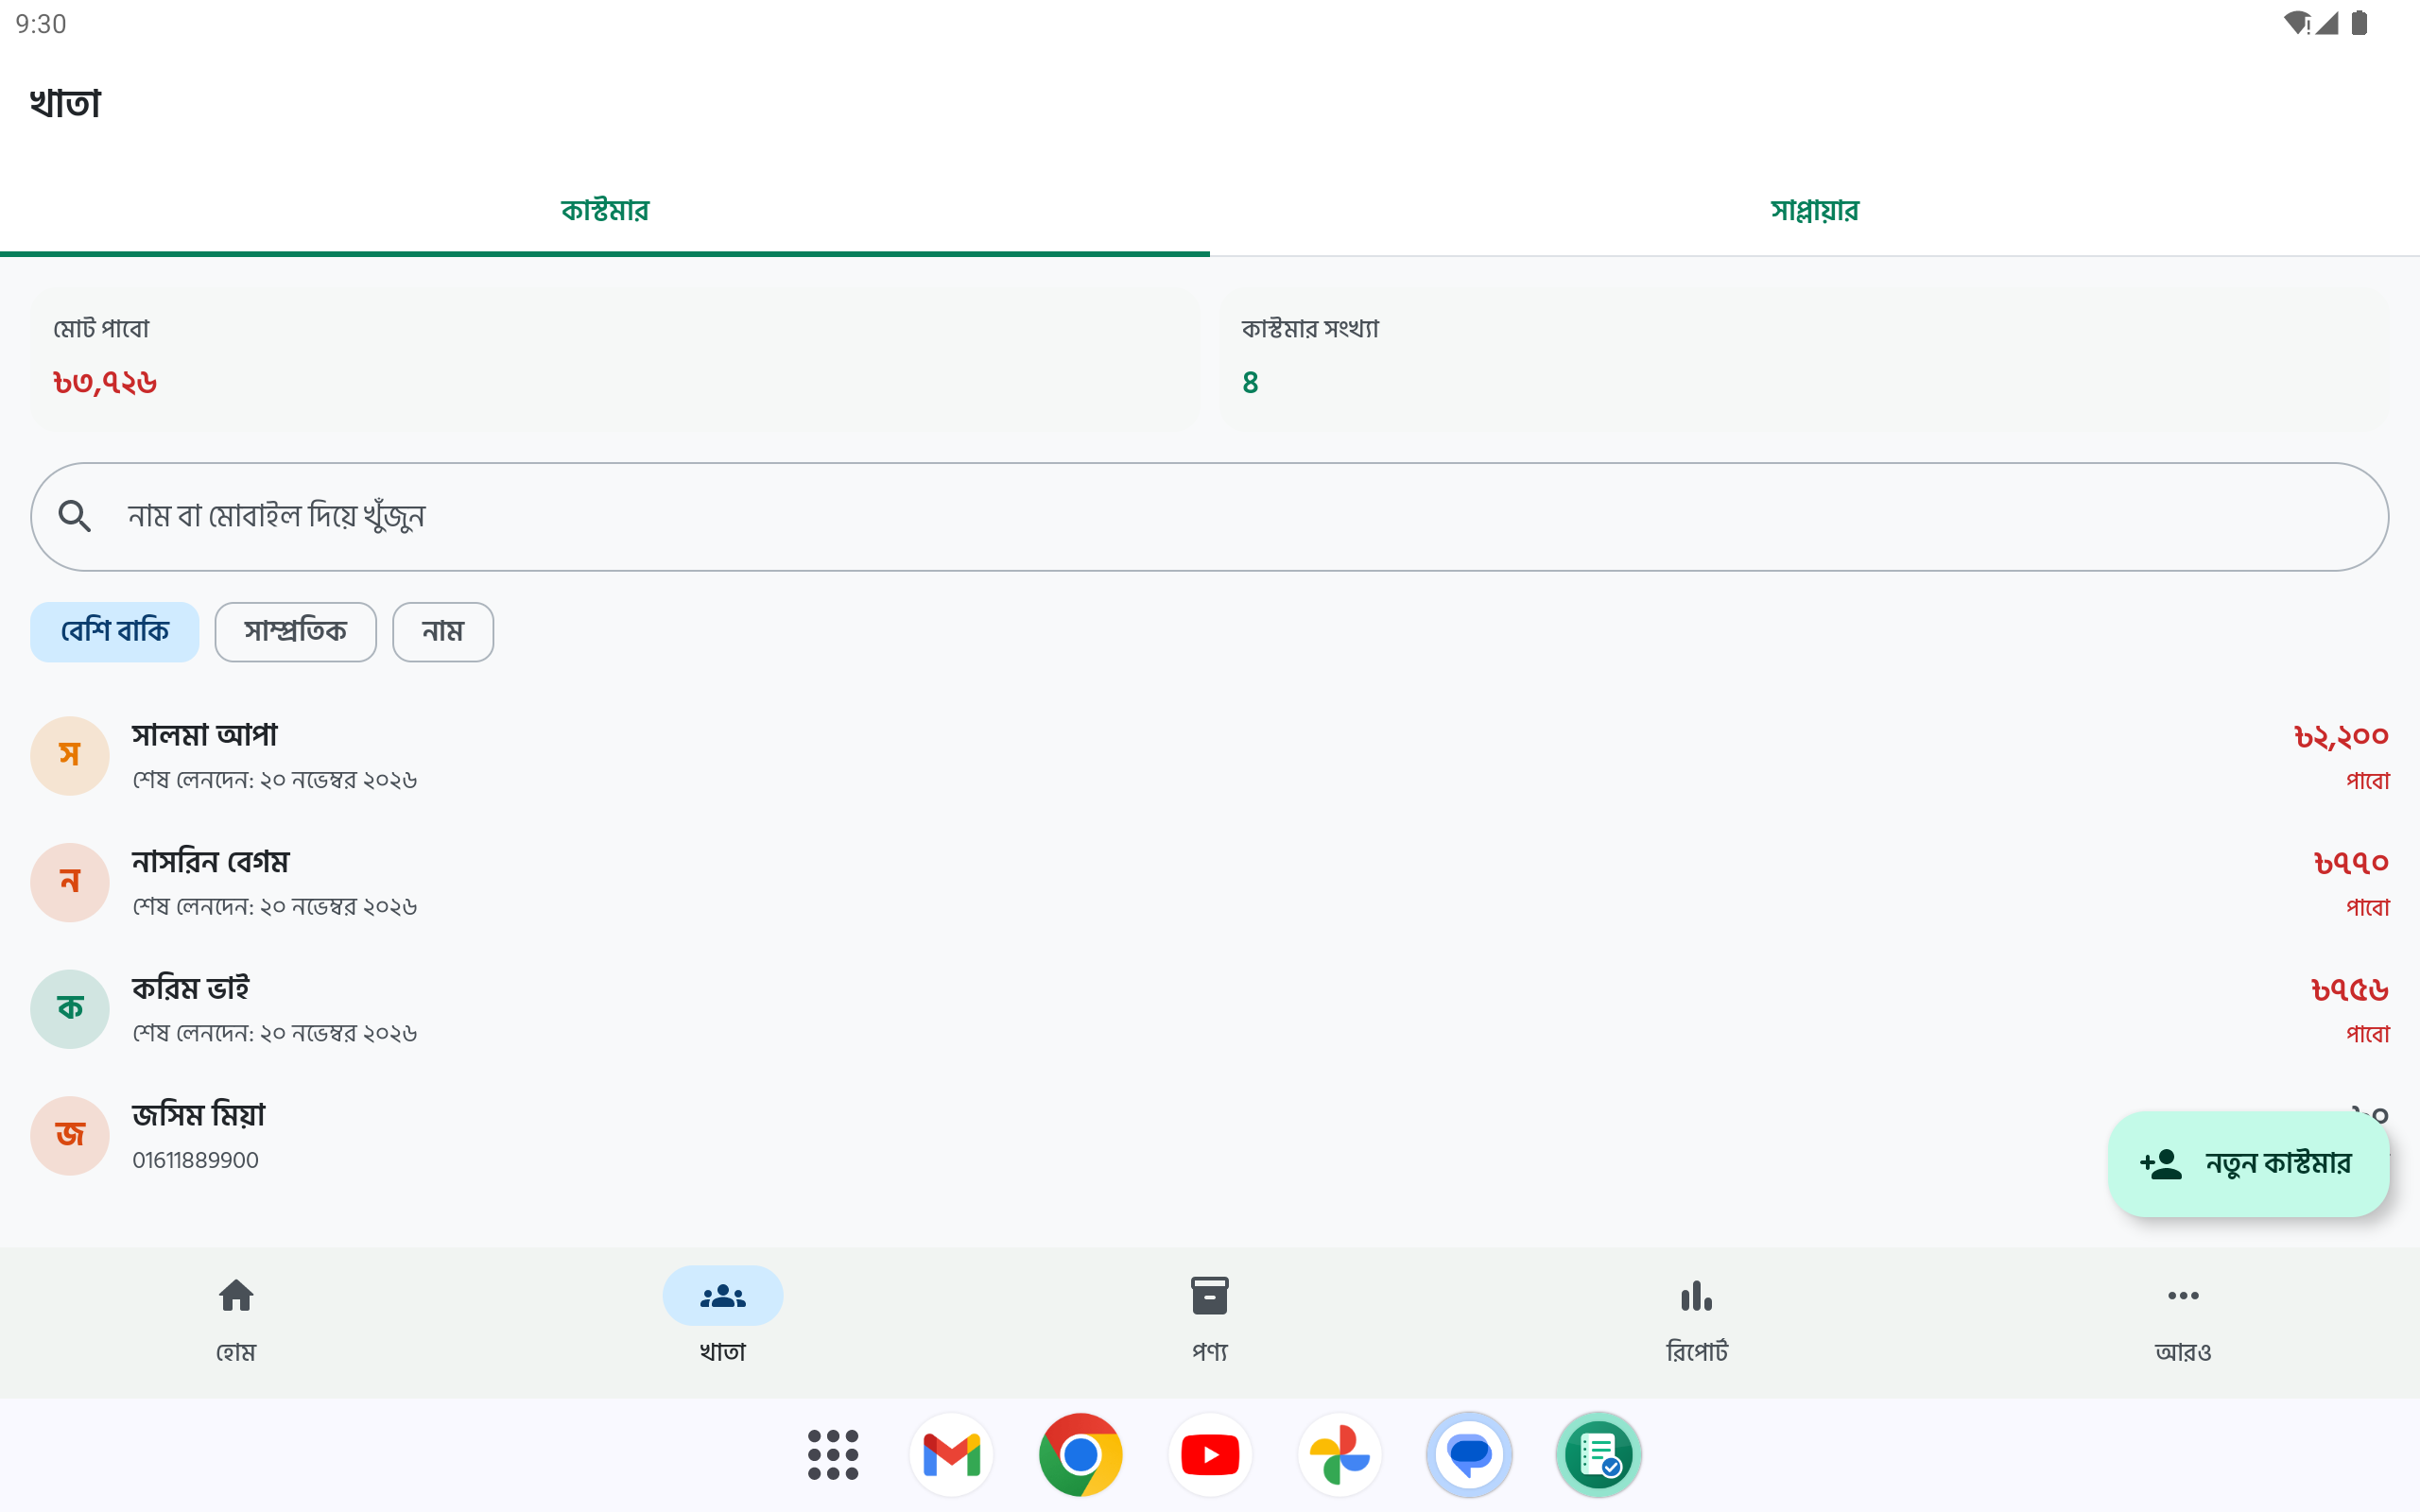 9:30
খাতা
কাস্টমার
সাপ্লায়ার
মোট পাবো
৳৩,৭২৬
কাস্টমার সংখ্যা
৪
নাম বা মোবাইল দিয়ে খুঁজুন
বেশি বাকি
সাম্প্রতিক
নাম
স
সালমা আপা
৳২,২০০
শেষ লেনদেন: ২০ নভেম্বর ২০২৬
পাবো
ন
নাসরিন বেগম
৳৭৭০
শেষ লেনদেন: ২০ নভেম্বর ২০২৬
পাবো
ক
করিম ভাই
৳৭৫৬
শেষ লেনদেন: ২০ নভেম্বর ২০২৬
পাবো
জ
জসিম মিয়া
৳০
01611889900
নতুন কাস্টমার
হোম
খাতা
পণ্য
রিপোর্ট
আরও